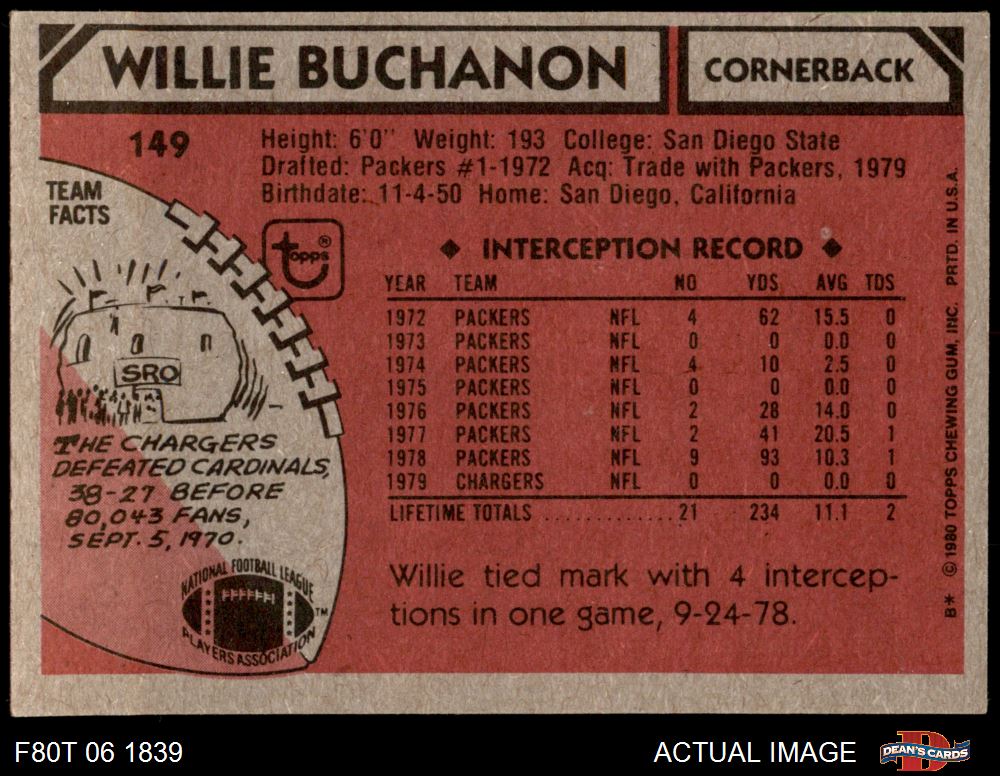 WILLIE BUCHANON
CORNERBACK
149
Height: 6'0" Weight: 193 College: San Diego State
Drafted: Packers #1-1972 Acq: Trade with Packers, 1979
Birthdate: 11-4-50 Home: San Diego, California
TEAM
FACTS
topps®
◆ INTERCEPTION RECORD ◆
YEAR TEAM NO YDS AVG TDS
1972 PACKERS NFL 4 62 15.5 0
1973 PACKERS NFL 0 0 0.0 0
1974 PACKERS NFL 4 10 2.5 0
1975 PACKERS NFL 0 0 0.0 0
1976 PACKERS NFL 2 28 14.0 0
1977 PACKERS NFL 2 41 20.5 1
1978 PACKERS NFL 9 93 10.3 1
1979 CHARGERS NFL 0 0 0.0 0
LIFETIME TOTALS .............21 234 11.1 2
SRO
THE CHARGERS
DEFEATED CARDINALS,
38-27 BEFORE
80,043 FANS,
SEPT. 5, 1970.
NATIONAL FOOTBALL LEAGUE
PLAYERS ASSOCIATION
TM
Willie tied mark with 4 intercep-
tions in one game, 9-24-78.
B* © 1980 TOPPS CHEWING GUM, INC. PRTD. IN U.S.A.
F80T 06 1839
ACTUAL IMAGE
D
DEAN'S CARDS